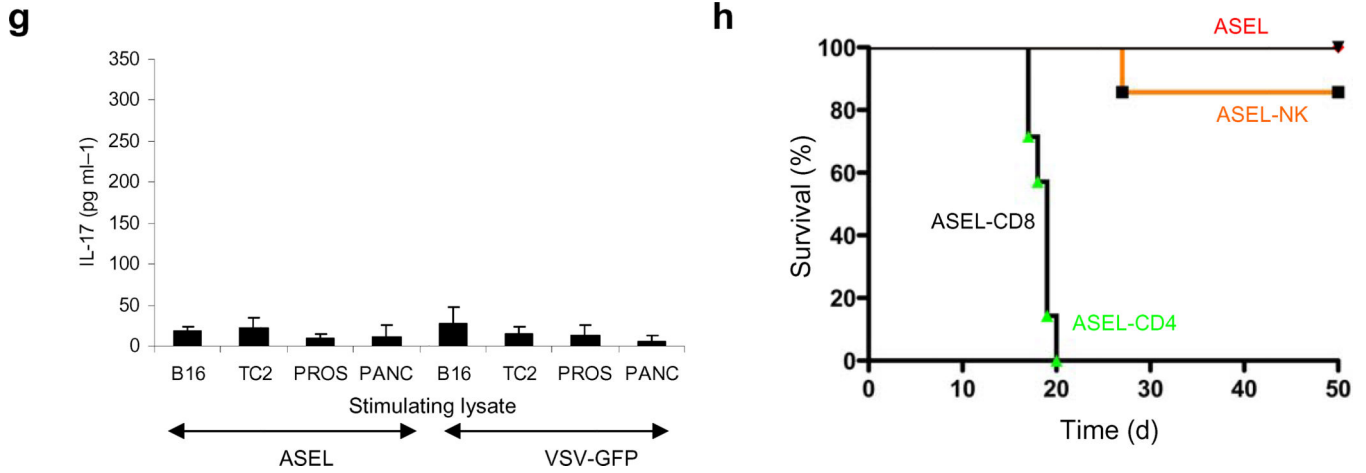 g
350
300
250
200
150
100
50
0
IL-17 (pg ml–1)
B16 TC2 PROS PANC B16 TC2 PROS PANC
Stimulating lysate
ASEL VSV-GFP
h
ASEL
ASEL-NK
ASEL-CD8
ASEL-CD4
100
80
60
40
20
0
Survival (%)
0 10 20 30 40 50
Time (d)